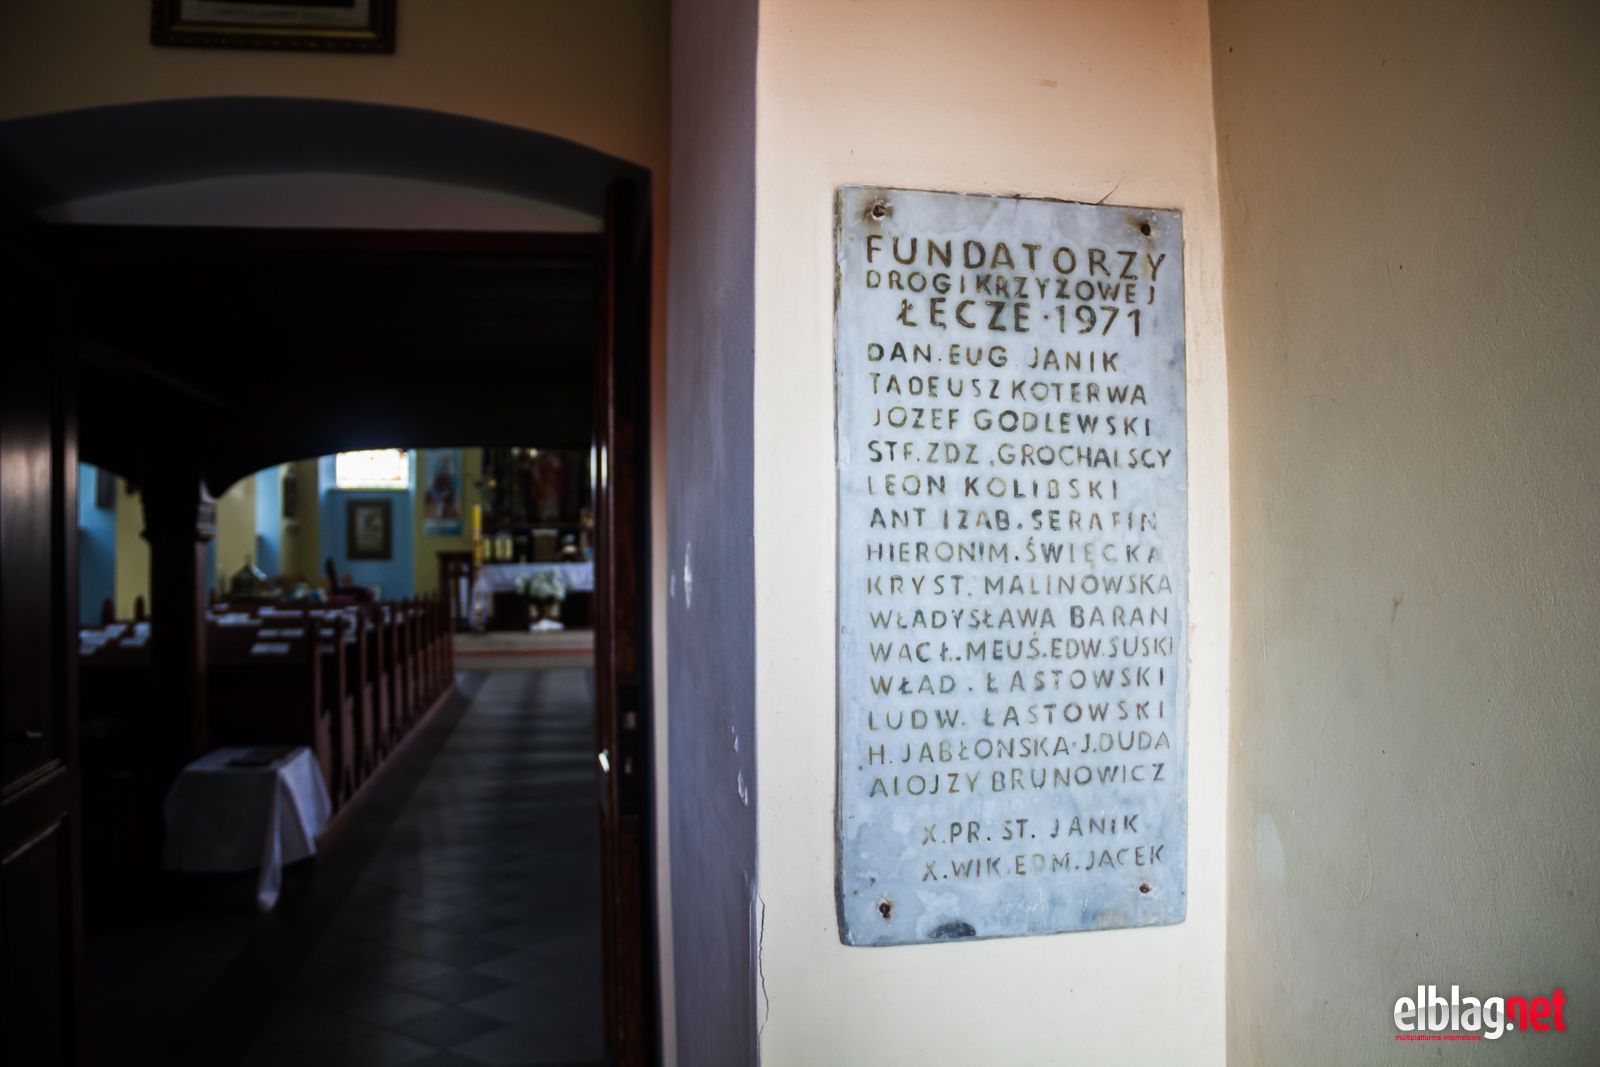 FUNDATORZY
DROGI KRZYŻOWEJ
ŁĘCZE·1971
DAN. EUG. JANIK
TADEUSZ KOTERWA
JÓZEF GODLEWSKI
STF. ZDZ. GROCHALSCY
LEON KOLIBSKI
ANT IZAB. SERAFIN
HIERONIM. ŚWIĘCKA
KRYST. MALINOWSKA
WŁADYSŁAWA BARAN
WACŁ. MEUŚ. EDW. SUSKI
WŁAD. ŁASTOWSKI
LUDW. ŁASTOWSKI
H. JABŁOŃSKA·J. DUDA
ALOJZY BRUNOWICZ
X. PR. ST. JANIK
X. WIK. EDM. JACEK
elblag.net
multiplatforma internetowa